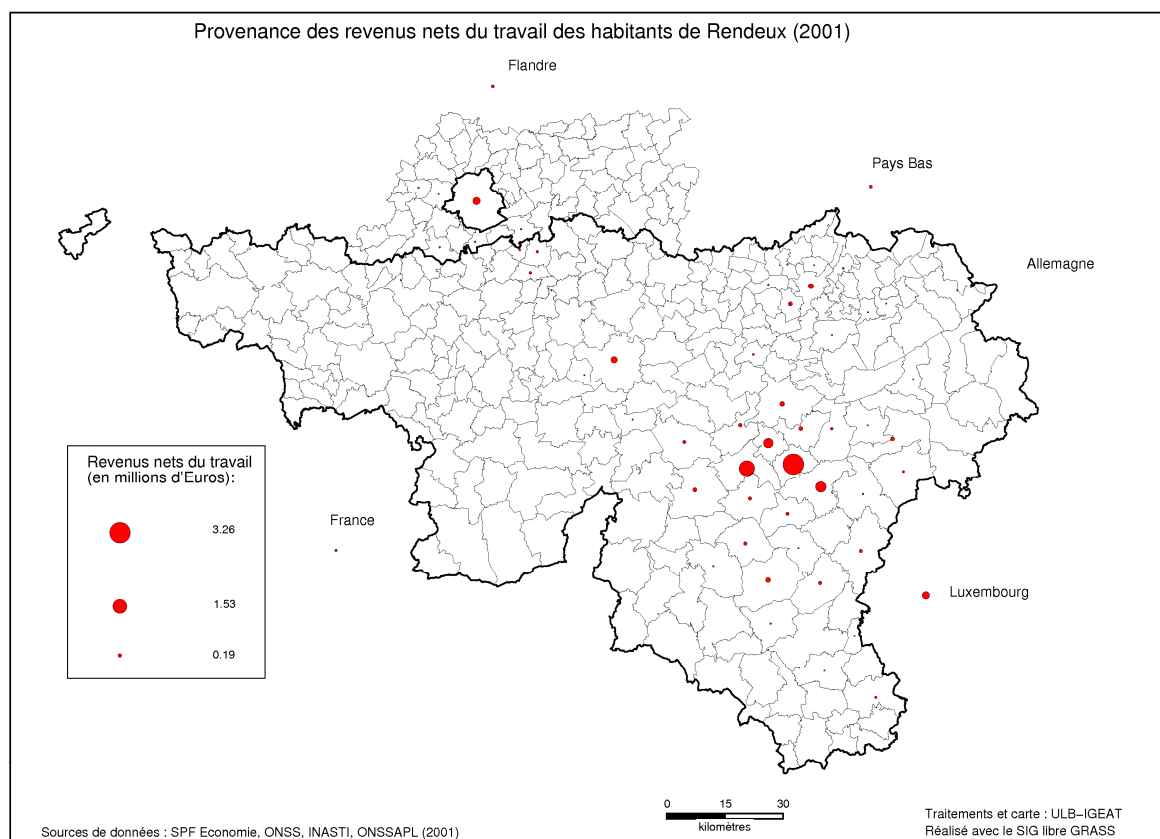 Provenance des revenus nets du travail des habitants de Rendeux (2001)
Flandre
Pays Bas
Allemagne
Revenus nets du travail
(en millions d'Euros):
3.26
1.53
0.19
France
Luxembourg
0 15 30
kilomètres
Sources de données : SPF Economie, ONSS, INASTI, ONSSAPL (2001)
Traitements et carte : ULB−IGEAT
Réalisé avec le SIG libre GRASS